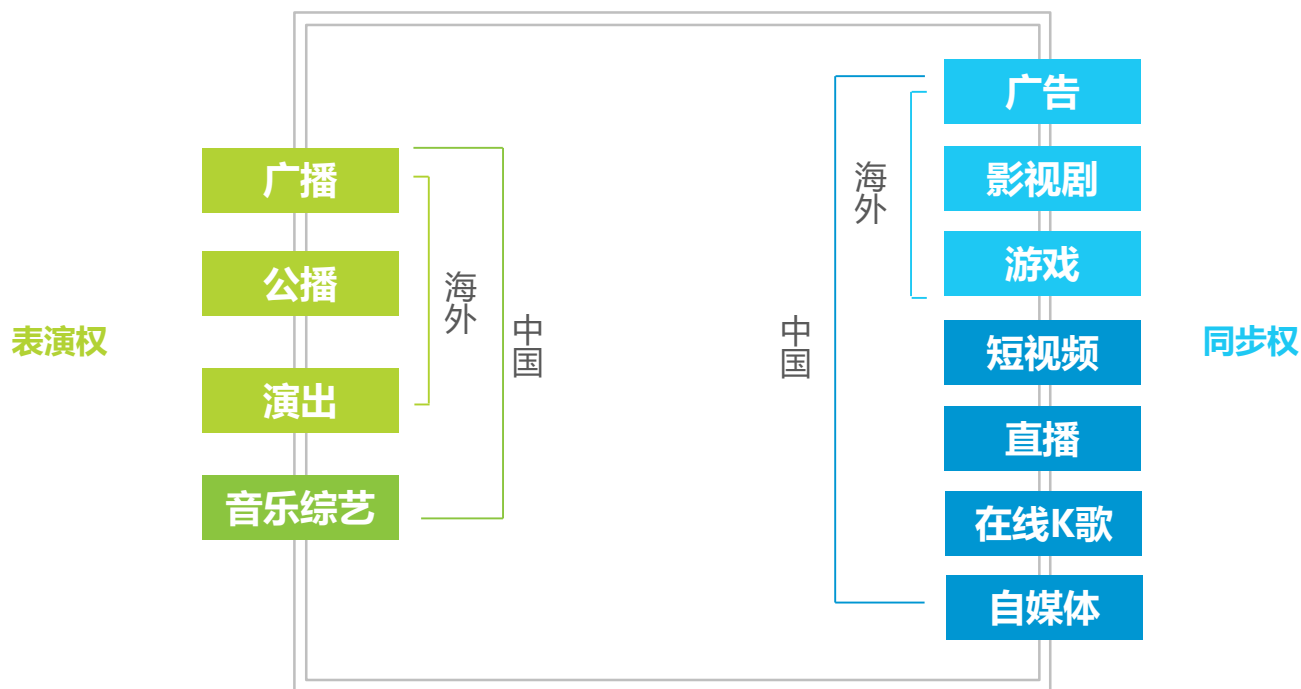 表演权
广播
公播
演出
音乐综艺
海外
中国
中国
海外
广告
影视剧
游戏
短视频
直播
在线K歌
自媒体
同步权